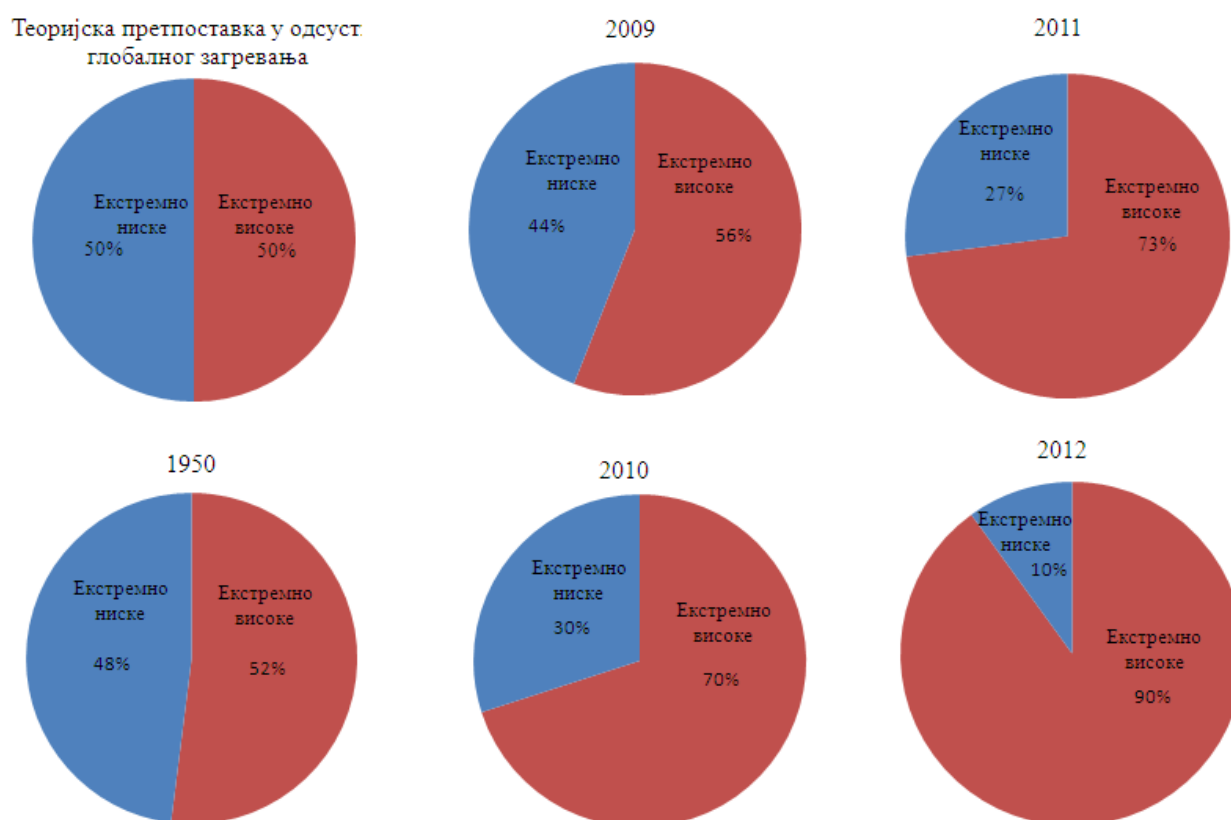 Теоријска претпоставка у одсуст
глобалног загревања
Екстремно
ниске
50%
Екстремно
високе
50%
2009
Екстремно
ниске
44%
Екстремно
високе
56%
2011
Екстремно
ниске
27%
Екстремно
високе
73%
1950
Екстремно
ниске
48%
Екстремно
високе
52%
2010
Екстремно
ниске
30%
Екстремно
високе
70%
2012
Екстремно
ниске
10%
Екстремно
високе
90%